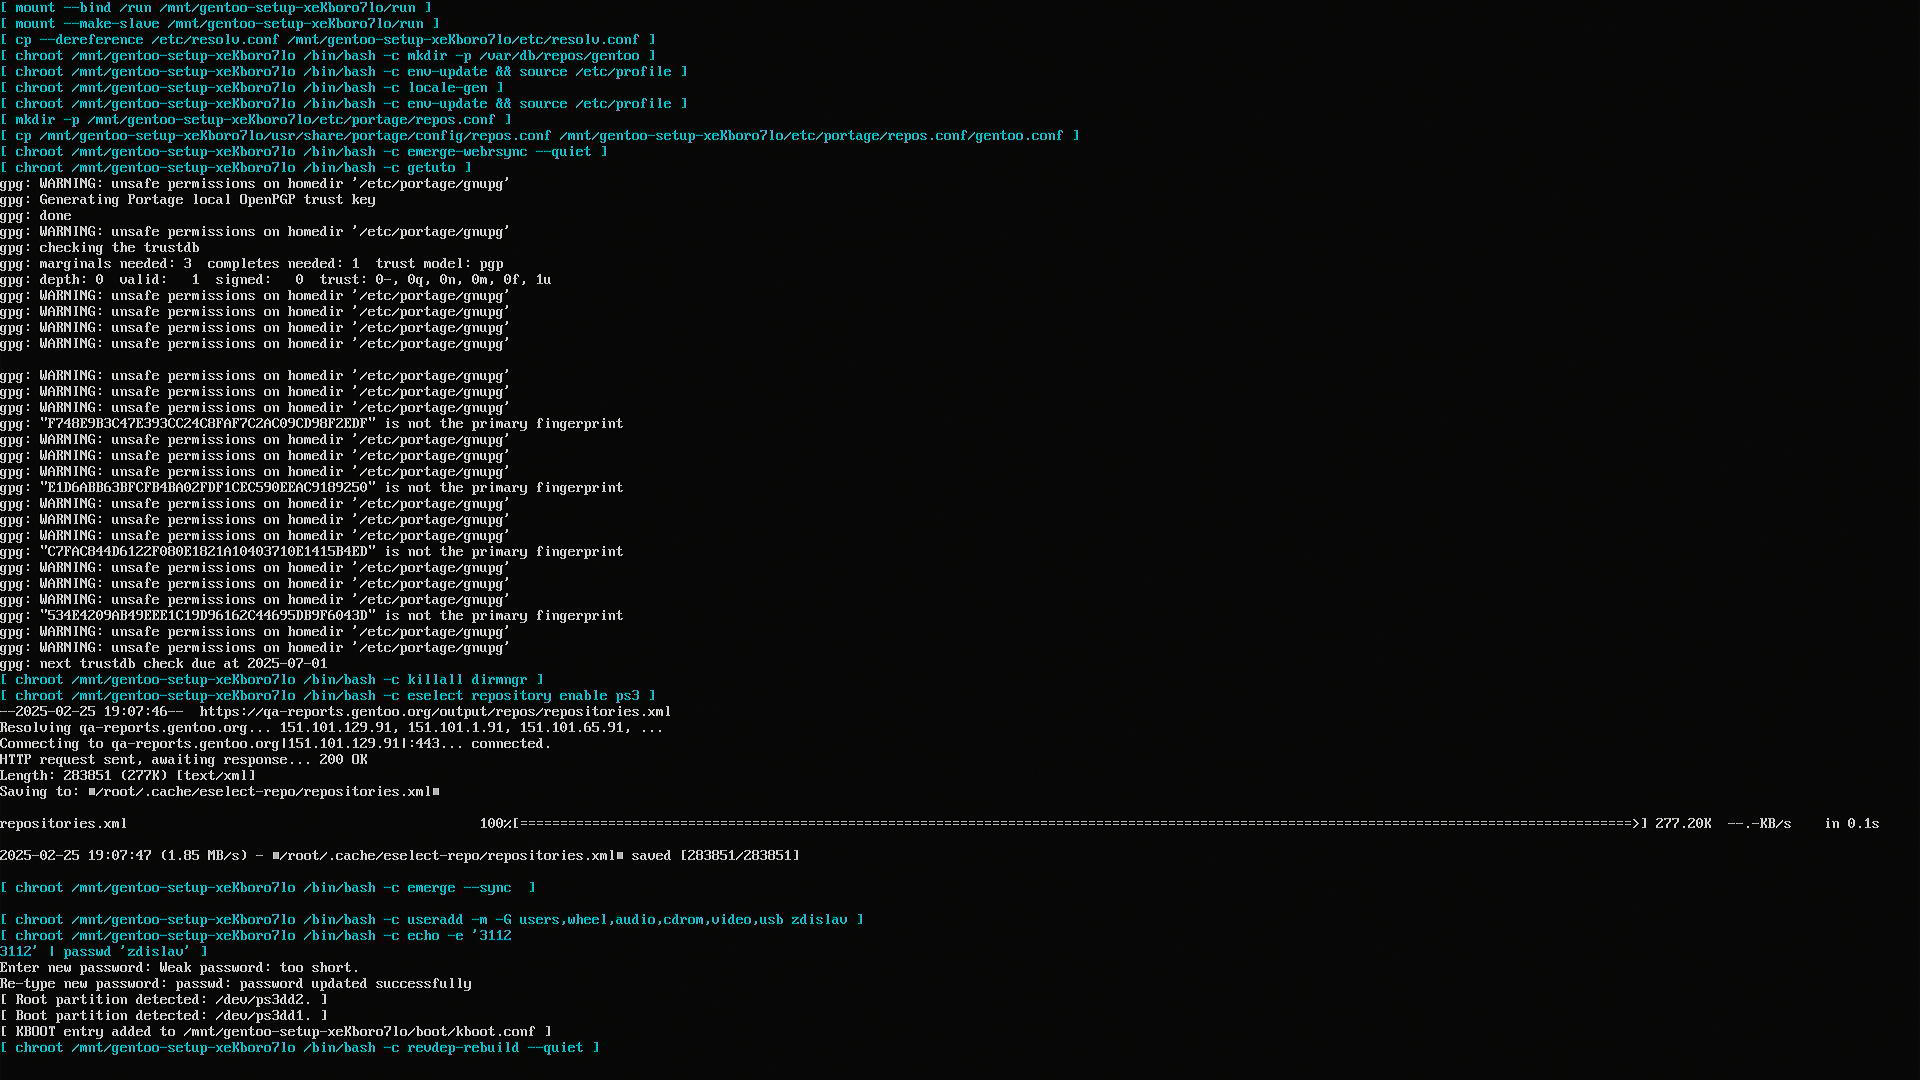 [ mount --bind /run /mnt/gentoo-setup-xeKboro7lo/run ]
[ mount --make-slave /mnt/gentoo-setup-xeKboro7lo/run ]
[ cp --dereference /etc/resolv.conf /mnt/gentoo-setup-xeKboro7lo/etc/resolv.conf ]
[ chroot /mnt/gentoo-setup-xeKboro7lo /bin/bash -c mkdir -p /var/db/repos/gentoo ]
[ chroot /mnt/gentoo-setup-xeKboro7lo /bin/bash -c env-update && source /etc/profile ]
[ chroot /mnt/gentoo-setup-xeKboro7lo /bin/bash -c locale-gen ]
[ chroot /mnt/gentoo-setup-xeKboro7lo /bin/bash -c env-update && source /etc/profile ]
[ mkdir -p /mnt/gentoo-setup-xeKboro7lo/etc/portage/repos.conf ]
[ cp /mnt/gentoo-setup-xeKboro7lo/usr/share/portage/config/repos.conf /mnt/gentoo-setup-xeKboro7lo/etc/portage/repos.conf/gentoo.conf ]
[ chroot /mnt/gentoo-setup-xeKboro7lo /bin/bash -c emerge-webrsync --quiet ]
[ chroot /mnt/gentoo-setup-xeKboro7lo /bin/bash -c getuto ]
gpg: WARNING: unsafe permissions on homedir '/etc/portage/gnupg'
gpg: Generating Portage local OpenPGP trust key
gpg: done
gpg: WARNING: unsafe permissions on homedir '/etc/portage/gnupg'
gpg: checking the trustdb
gpg: marginals needed: 3  completes needed: 1  trust model: pgp
gpg: depth: 0  valid:   1  signed:   0  trust: 0-, 0q, 0n, 0m, 0f, 1u
gpg: WARNING: unsafe permissions on homedir '/etc/portage/gnupg'
gpg: WARNING: unsafe permissions on homedir '/etc/portage/gnupg'
gpg: WARNING: unsafe permissions on homedir '/etc/portage/gnupg'
gpg: WARNING: unsafe permissions on homedir '/etc/portage/gnupg'

gpg: WARNING: unsafe permissions on homedir '/etc/portage/gnupg'
gpg: WARNING: unsafe permissions on homedir '/etc/portage/gnupg'
gpg: WARNING: unsafe permissions on homedir '/etc/portage/gnupg'
gpg: "F748E9B3C47E393CC24C8FAF7C2AC09CD98F2EDF" is not the primary fingerprint
gpg: WARNING: unsafe permissions on homedir '/etc/portage/gnupg'
gpg: WARNING: unsafe permissions on homedir '/etc/portage/gnupg'
gpg: WARNING: unsafe permissions on homedir '/etc/portage/gnupg'
gpg: "E1D6ABB63BFCFB4BA02FDF1CEC590EEAC9189250" is not the primary fingerprint
gpg: WARNING: unsafe permissions on homedir '/etc/portage/gnupg'
gpg: WARNING: unsafe permissions on homedir '/etc/portage/gnupg'
gpg: WARNING: unsafe permissions on homedir '/etc/portage/gnupg'
gpg: "C7FAC844D6122F080E1821A10403710E1415B4ED" is not the primary fingerprint
gpg: WARNING: unsafe permissions on homedir '/etc/portage/gnupg'
gpg: WARNING: unsafe permissions on homedir '/etc/portage/gnupg'
gpg: WARNING: unsafe permissions on homedir '/etc/portage/gnupg'
gpg: "534E4209AB49EEE1C19D96162C44695DB9F6043D" is not the primary fingerprint
gpg: WARNING: unsafe permissions on homedir '/etc/portage/gnupg'
gpg: WARNING: unsafe permissions on homedir '/etc/portage/gnupg'
gpg: next trustdb check due at 2025-07-01
[ chroot /mnt/gentoo-setup-xeKboro7lo /bin/bash -c killall dirmngr ]
[ chroot /mnt/gentoo-setup-xeKboro7lo /bin/bash -c eselect repository enable ps3 ]
--2025-02-25 19:07:46--  https://qa-reports.gentoo.org/output/repos/repositories.xml
Resolving qa-reports.gentoo.org... 151.101.129.91, 151.101.1.91, 151.101.65.91, ...
Connecting to qa-reports.gentoo.org|151.101.129.91|:443... connected.
HTTP request sent, awaiting response... 200 OK
Length: 283851 (277K) [text/xml]
Saving to: ■/root/.cache/eselect-repo/repositories.xml■

repositories.xml                                            100%[===========================================================================================================================================>] 277.20K  --.-KB/s    in 0.1s

2025-02-25 19:07:47 (1.85 MB/s) - ■/root/.cache/eselect-repo/repositories.xml■ saved [283851/283851]

[ chroot /mnt/gentoo-setup-xeKboro7lo /bin/bash -c emerge --sync  ]

[ chroot /mnt/gentoo-setup-xeKboro7lo /bin/bash -c useradd -m -G users,wheel,audio,cdrom,video,usb zdislav ]
[ chroot /mnt/gentoo-setup-xeKboro7lo /bin/bash -c echo -e '3112
3112' | passwd 'zdislav' ]
Enter new password: Weak password: too short.
Re-type new password: passwd: password updated successfully
[ Root partition detected: /dev/ps3dd2. ]
[ Boot partition detected: /dev/ps3dd1. ]
[ KBOOT entry added to /mnt/gentoo-setup-xeKboro7lo/boot/kboot.conf ]
[ chroot /mnt/gentoo-setup-xeKboro7lo /bin/bash -c revdep-rebuild --quiet ]